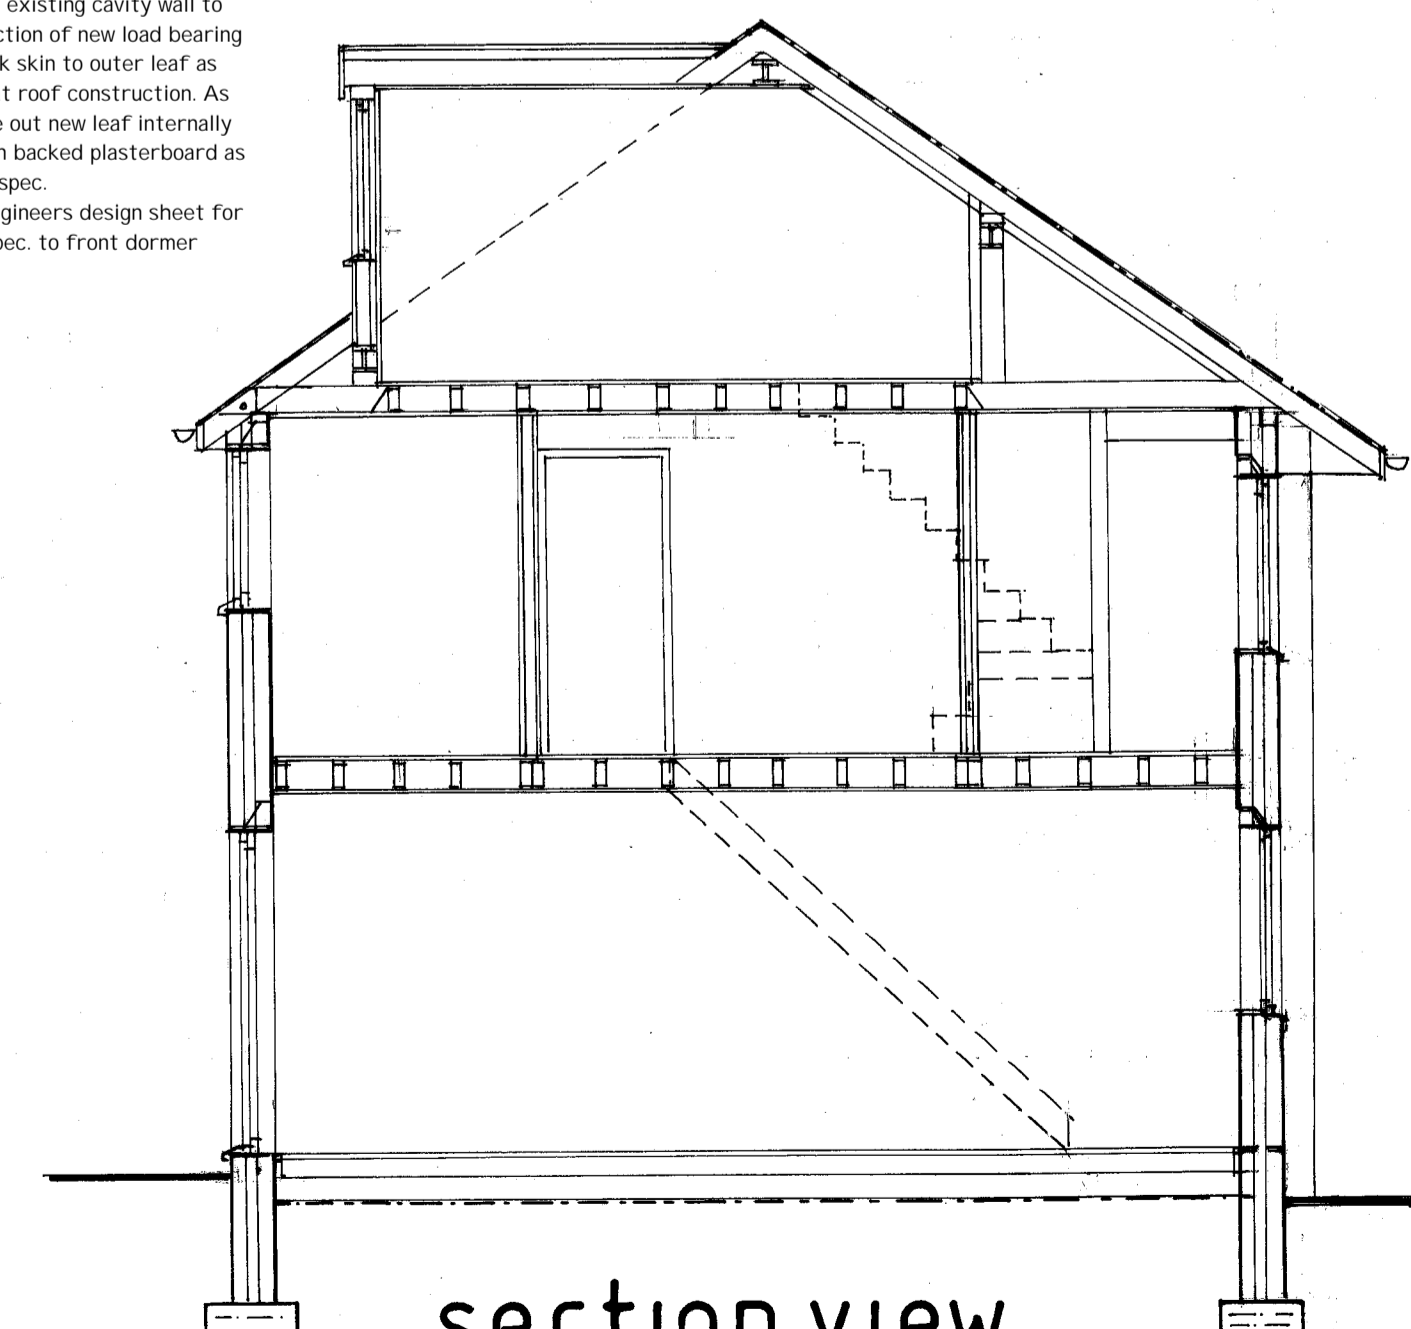 existing cavity wall to
ction of new load bearing
k skin to outer leaf as
t roof construction. As
e out new leaf internally
n backed plasterboard as
spec.
gineers design sheet for
pec. to front dormer
section view